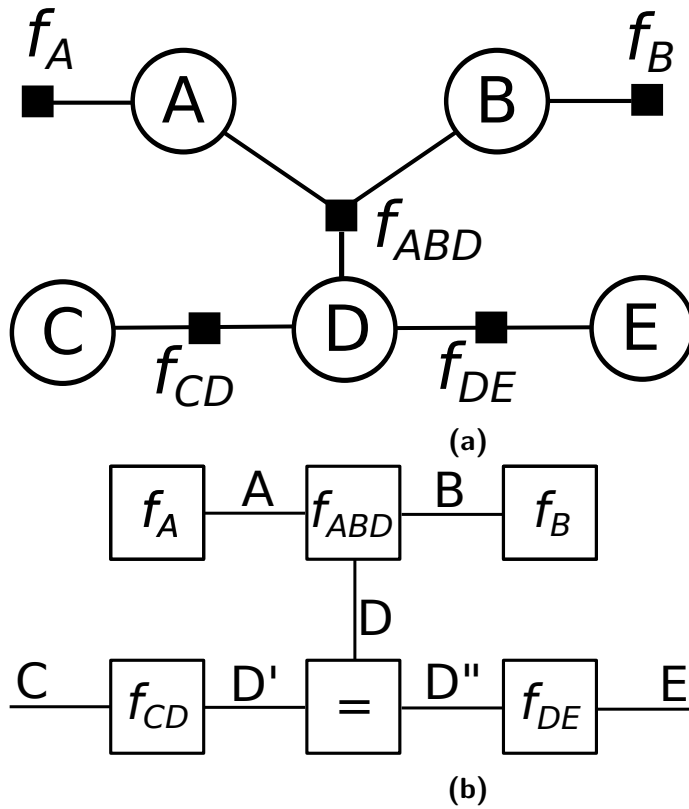 f_A
f_B
A B
f_ABD
C D E
f_CD f_DE
(a)
A B
f_A f_ABD f_B
D
C D' D" E
f_CD = f_DE
(b)